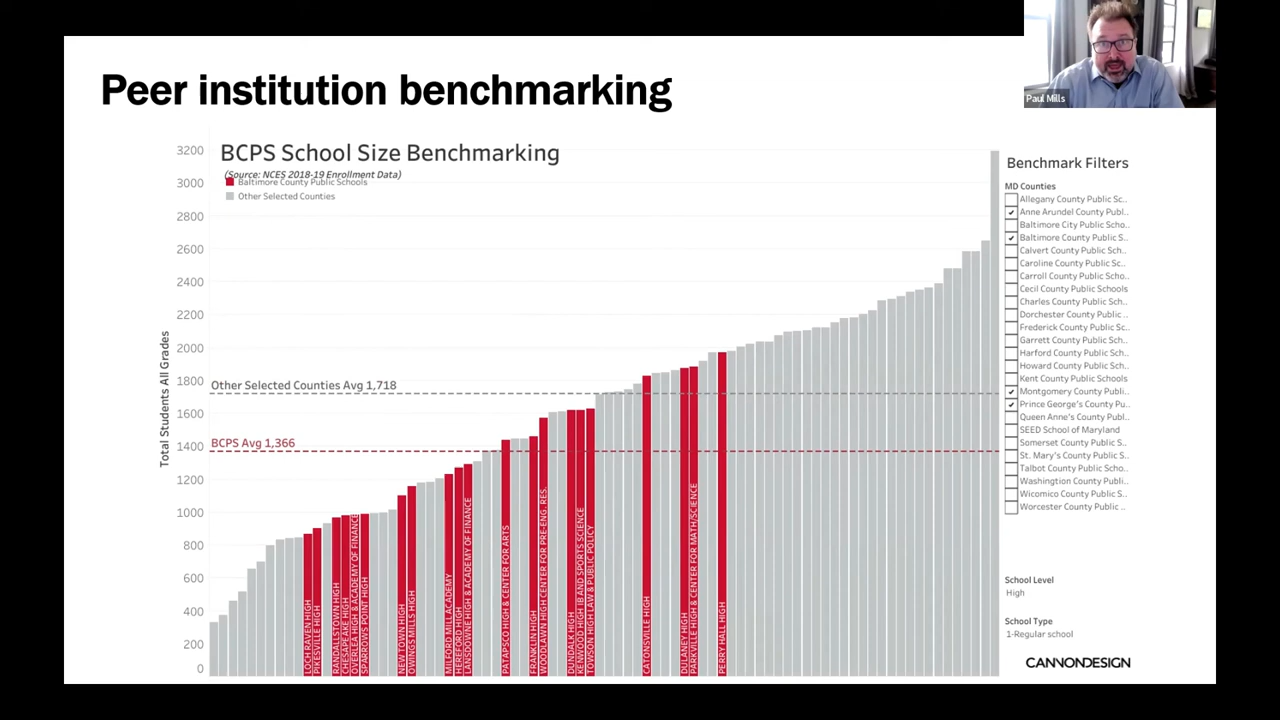 Peer institution benchmarking
Paul Mills
BCPS School Size Benchmarking
(Source: NCES 2018-19 Enrollment Data)
Baltimore County Public Schools
Other Selected Counties
Total Students All Grades
3200
3000
2800
2600
2400
2200
2000
1800
1600
1400
1200
1000
800
600
400
200
0
Other Selected Counties Avg 1,718
BCPS Avg 1,366
LOCH RAVEN HIGH
PIKESVILLE HIGH
RANDALLSTOWN HIGH
CHESAPEAKE HIGH
OVERLEA HIGH & ACADEMY OF FINANCE
SPARROWS POINT HIGH
NEW TOWN HIGH
OWINGS MILLS HIGH
MILFORD MILL ACADEMY
HEREFORD HIGH
LANSDOWNE HIGH & ACADEMY OF FINANCE
PATAPSCO HIGH & CENTER FOR ARTS
FRANKLIN HIGH
WOODLAWN HIGH CENTER FOR PRE-ENG. RES.
DUNDALK HIGH
KENWOOD HIGH IB AND SPORTS SCIENCE
TOWSON HIGH LAW & PUBLIC POLICY
CATONSVILLE HIGH
DULANEY HIGH
PARKVILLE HIGH & CENTER FOR MATH/SCIENCE
PERRY HALL HIGH
Benchmark Filters
MD Counties
Allegany County Public Sc..
Anne Arundel County Publ..
Baltimore City Public Scho..
Baltimore County Public S..
Calvert County Public Sch..
Caroline County Public Sc..
Carroll County Public Scho..
Cecil County Public Schools
Charles County Public Sch..
Dorchester County Public ..
Frederick County Public Sc..
Garrett County Public Sch..
Harford County Public Sch..
Howard County Public Sch..
Kent County Public Schools
Montgomery County Publi..
Prince George's County Pu..
Queen Anne's County Publ..
SEED School of Maryland
Somerset County Public S..
St. Mary's County Public S..
Talbot County Public Scho..
Washington County Publi..
Wicomico County Public S..
Worcester County Public ..
School Level
High
School Type
1-Regular school
CANNONDESIGN